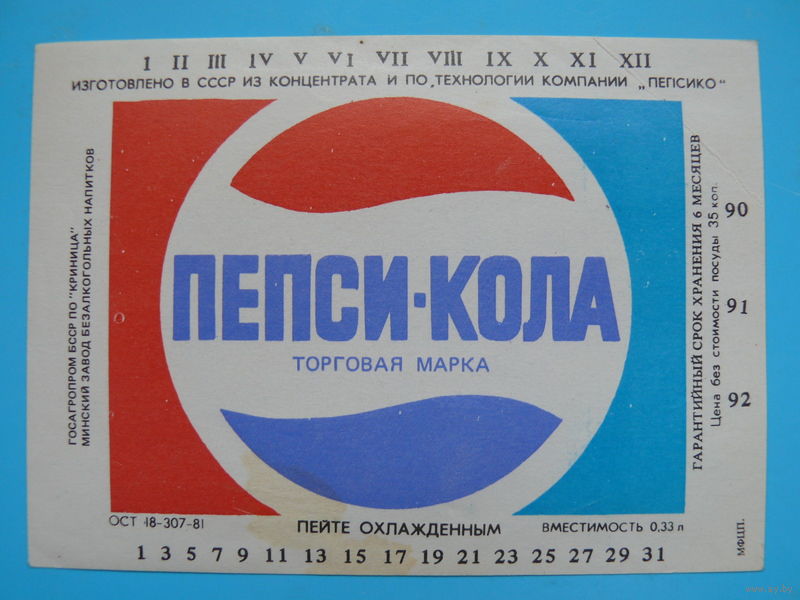 I II III IV V VI VII VIII IX X XI XII
ИЗГОТОВЛЕНО В СССР ИЗ КОНЦЕНТРАТА И ПО ТЕХНОЛОГИИ КОМПАНИИ „ПЕПСИКО“
ГОСАГРОПРОМ БССР ПО "КРИНИЦА"
МИНСКИЙ ЗАВОД БЕЗАЛКОГОЛЬНЫХ НАПИТКОВ
ПЕПСИ-КОЛА
ТОРГОВАЯ МАРКА
ГАРАНТИЙНЫЙ СРОК ХРАНЕНИЯ 6 МЕСЯЦЕВ
Цена без стоимости посуды 35 коп.
90
91
92
ОСТ 18-307-81
ПЕЙТЕ ОХЛАЖДЕННЫМ
ВМЕСТИМОСТЬ 0,33 л
МФЦП.
1 3 5 7 9 11 13 15 17 19 21 23 25 27 29 31